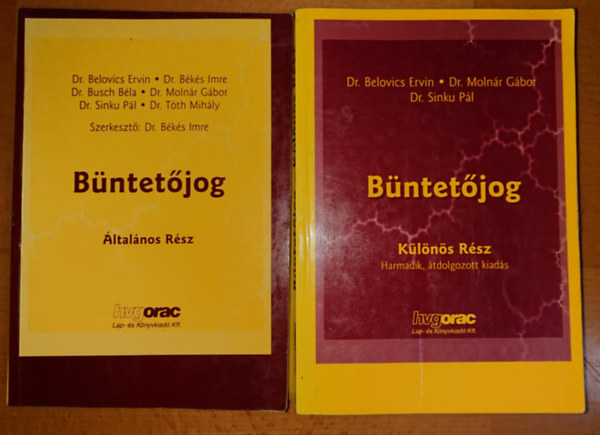 Dr. Belovics Ervin • Dr. Békés Imre
Dr. Busch Béla • Dr. Molnár Gábor
Dr. Sinku Pál • Dr. Tóth Mihály
Szerkesztő: Dr. Békés Imre
Büntetőjog
Általános Rész
hvgorac
Lap- és Könyvkiadó Kft.
Dr. Belovics Ervin • Dr. Molnár Gábor
Dr. Sinku Pál
Büntetőjog
Különös Rész
Harmadik, átdolgozott kiadás
hvgorac
Lap- és Könyvkiadó Kft.